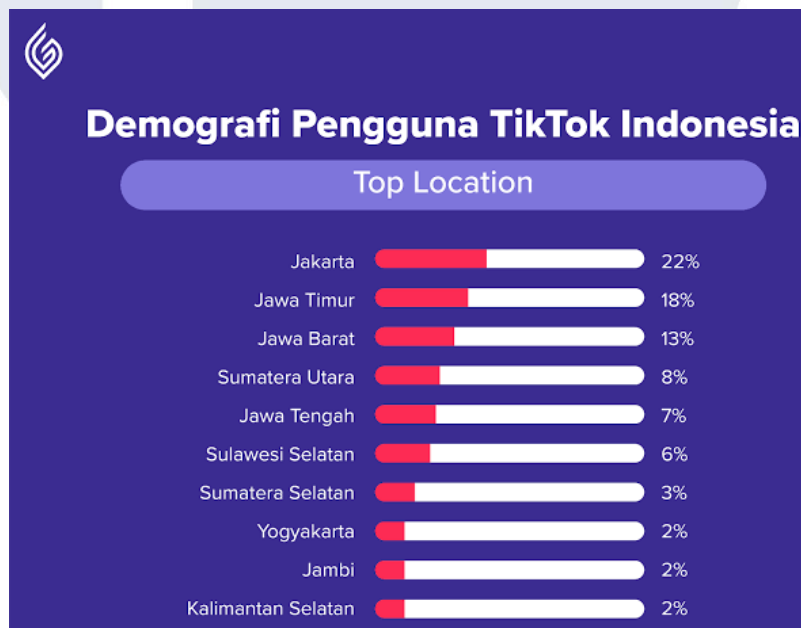 Demografi Pengguna TikTok Indonesia
Top Location
Jakarta 22%
Jawa Timur 18%
Jawa Barat 13%
Sumatera Utara 8%
Jawa Tengah 7%
Sulawesi Selatan 6%
Sumatera Selatan 3%
Yogyakarta 2%
Jambi 2%
Kalimantan Selatan 2%